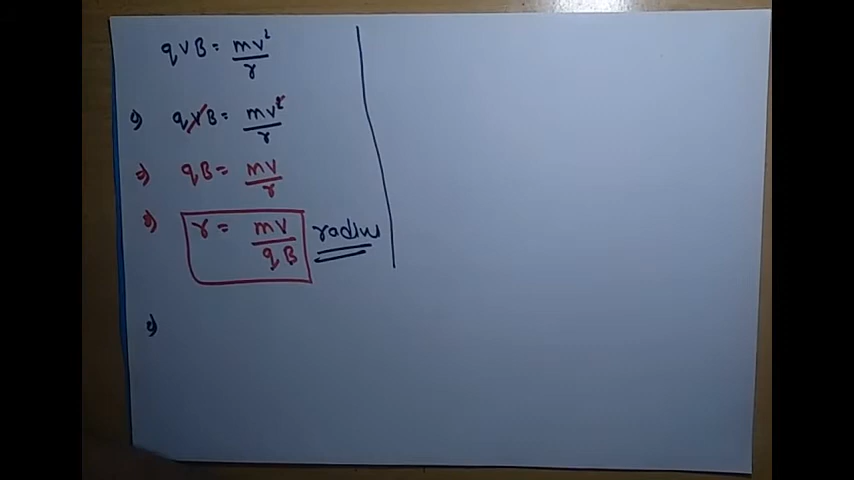 qvB = mv²/r
⇒ qvB = mv²/r
⇒ qB = mv/r
⇒ r = mv/qB radius
⇒